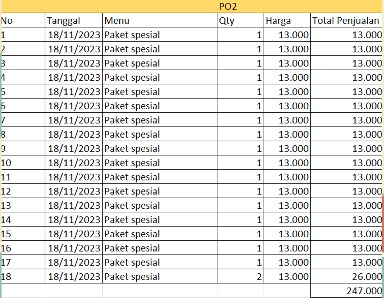 PO2
No Tanggal Menu Qty Harga Total Penjualan
1 18/11/2023 Paket spesial 1 13.000 13.000
2 18/11/2023 Paket spesial 1 13.000 13.000
3 18/11/2023 Paket spesial 1 13.000 13.000
4 18/11/2023 Paket spesial 1 13.000 13.000
5 18/11/2023 Paket spesial 1 13.000 13.000
6 18/11/2023 Paket spesial 1 13.000 13.000
7 18/11/2023 Paket spesial 1 13.000 13.000
8 18/11/2023 Paket spesial 1 13.000 13.000
9 18/11/2023 Paket spesial 1 13.000 13.000
10 18/11/2023 Paket spesial 1 13.000 13.000
11 18/11/2023 Paket spesial 1 13.000 13.000
12 18/11/2023 Paket spesial 1 13.000 13.000
13 18/11/2023 Paket spesial 1 13.000 13.000
14 18/11/2023 Paket spesial 1 13.000 13.000
15 18/11/2023 Paket spesial 1 13.000 13.000
16 18/11/2023 Paket spesial 1 13.000 13.000
17 18/11/2023 Paket spesial 1 13.000 13.000
18 18/11/2023 Paket spesial 2 13.000 26.000
247.000